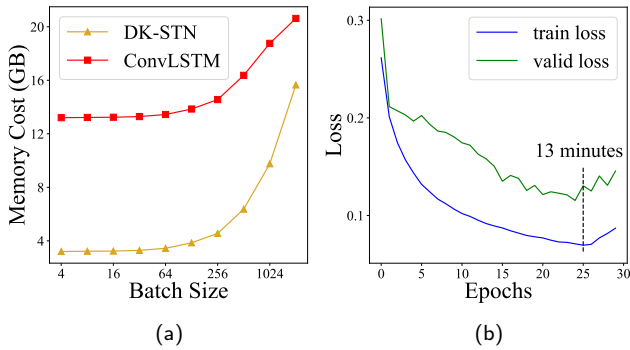 20
16
12
8
4
Memory Cost (GB)
DK-STN
ConvLSTM
4
16
64
256
1024
Batch Size
(a)
0.3
0.2
0.1
Loss
train loss
valid loss
13 minutes
0
5
10
15
20
25
30
Epochs
(b)